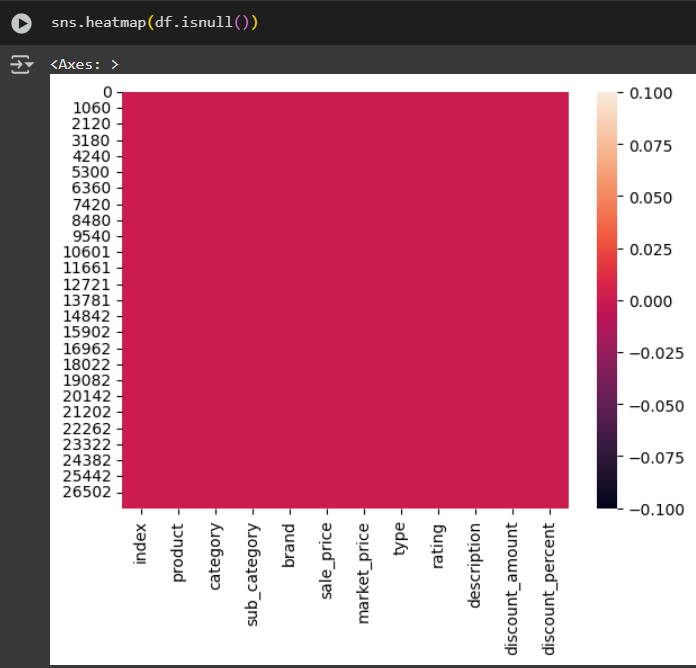 sns.heatmap(df.isnull())
<Axes: >
0
1060
2120
3180
4240
5300
6360
7420
8480
9540
10601
11661
12721
13781
14842
15902
16962
18022
19082
20142
21202
22262
23322
24382
25442
26502
index
product
category
sub_category
brand
sale_price
market_price
type
rating
description
discount_amount
discount_percent
0.100
0.075
0.050
0.025
0.000
−0.025
−0.050
−0.075
−0.100